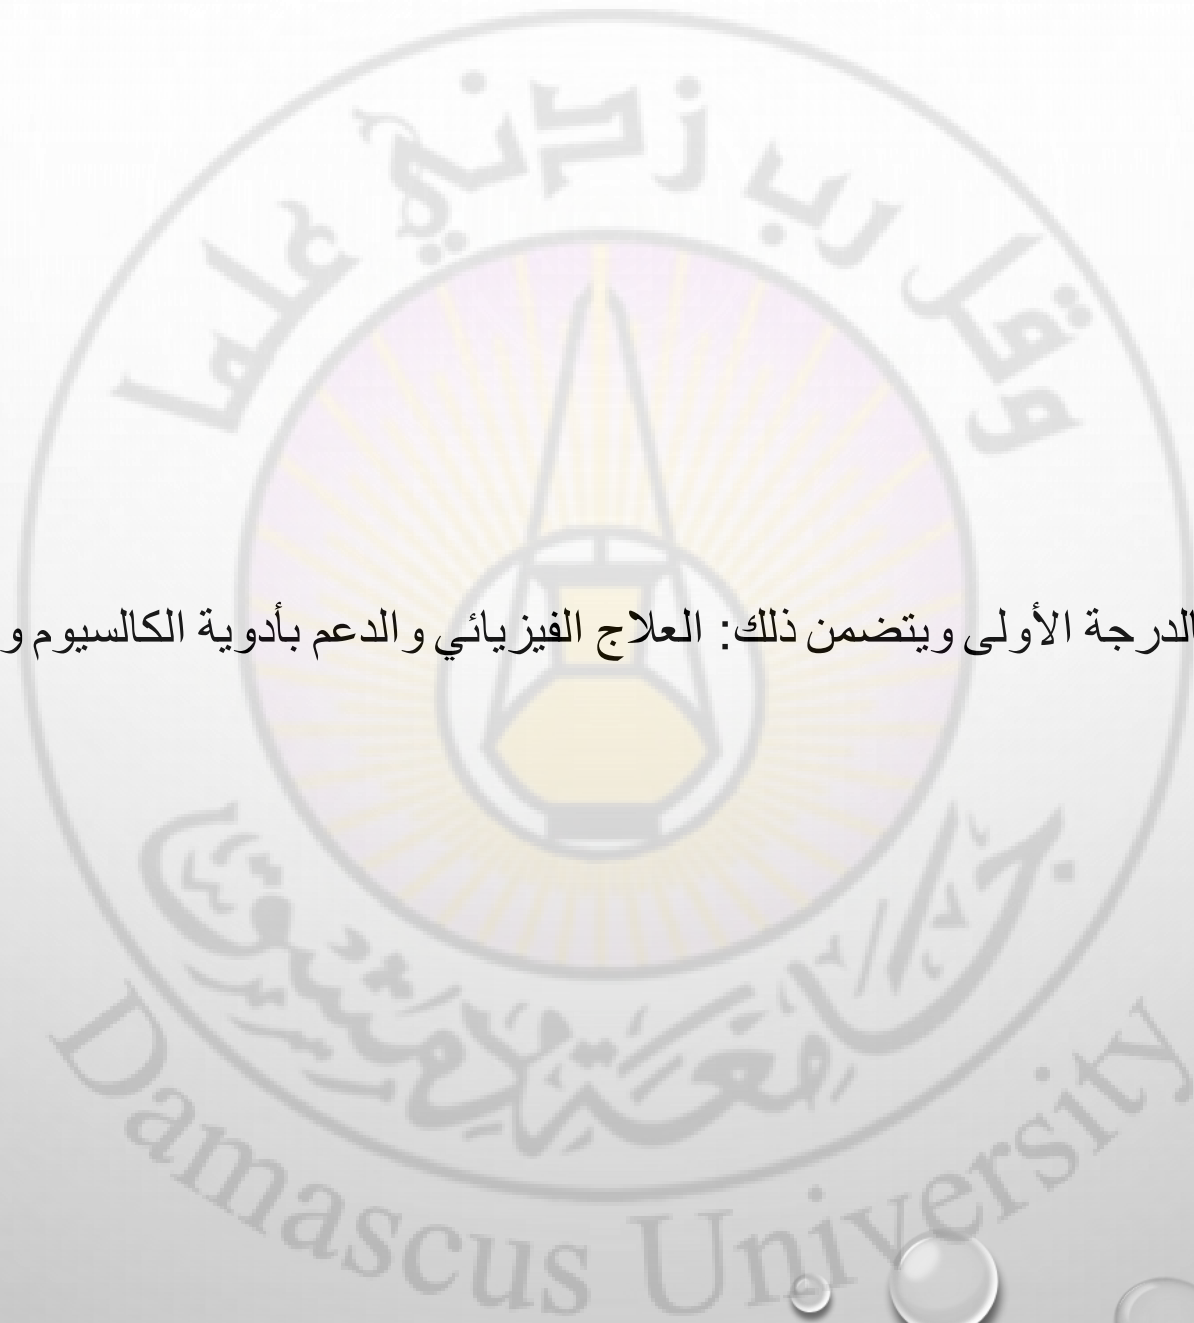 وقل رب زدني علما
الدرجة الأولى ويتضمن ذلك: العلاج الفيزيائي والدعم بأدوية الكالسيوم و
جامعة دمشق
Damascus University